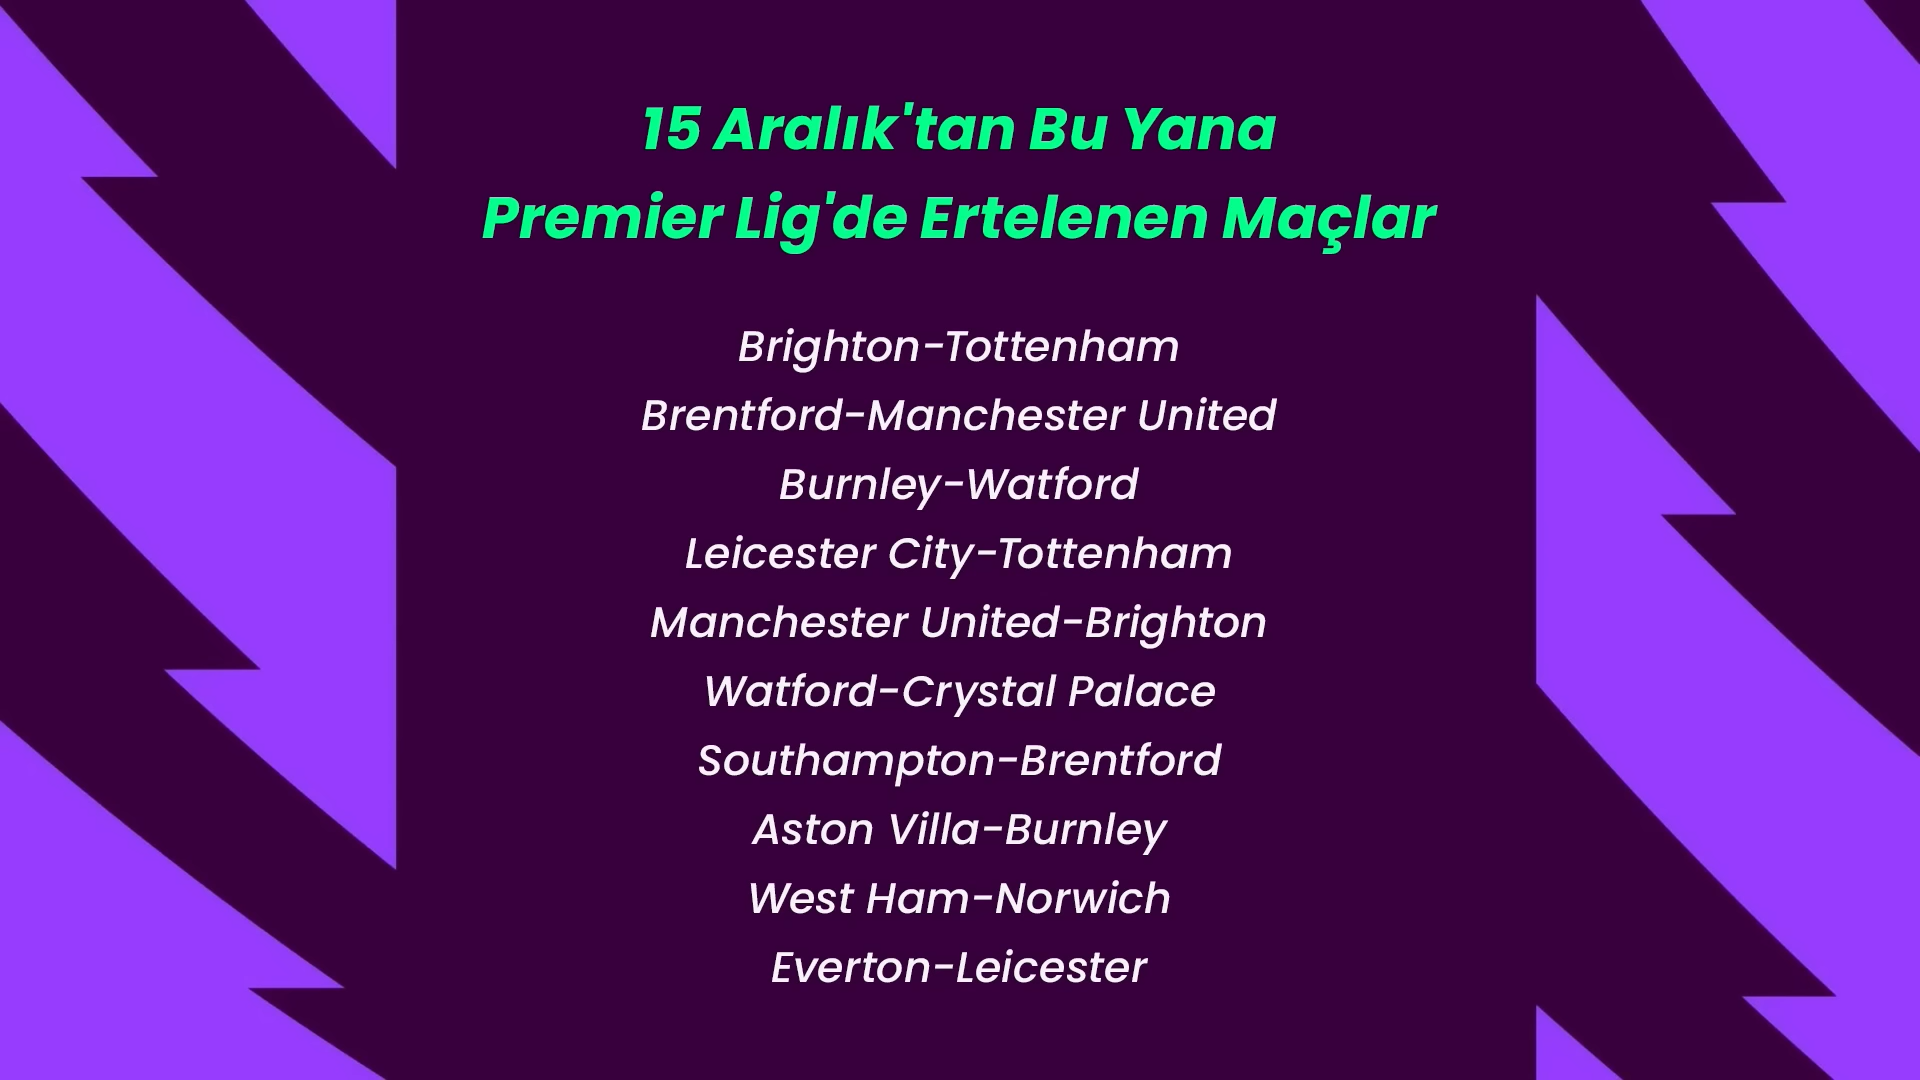 15 Aralık'tan Bu Yana
Premier Lig'de Ertelenen Maçlar
Brighton-Tottenham
Brentford-Manchester United
Burnley-Watford
Leicester City-Tottenham
Manchester United-Brighton
Watford-Crystal Palace
Southampton-Brentford
Aston Villa-Burnley
West Ham-Norwich
Everton-Leicester